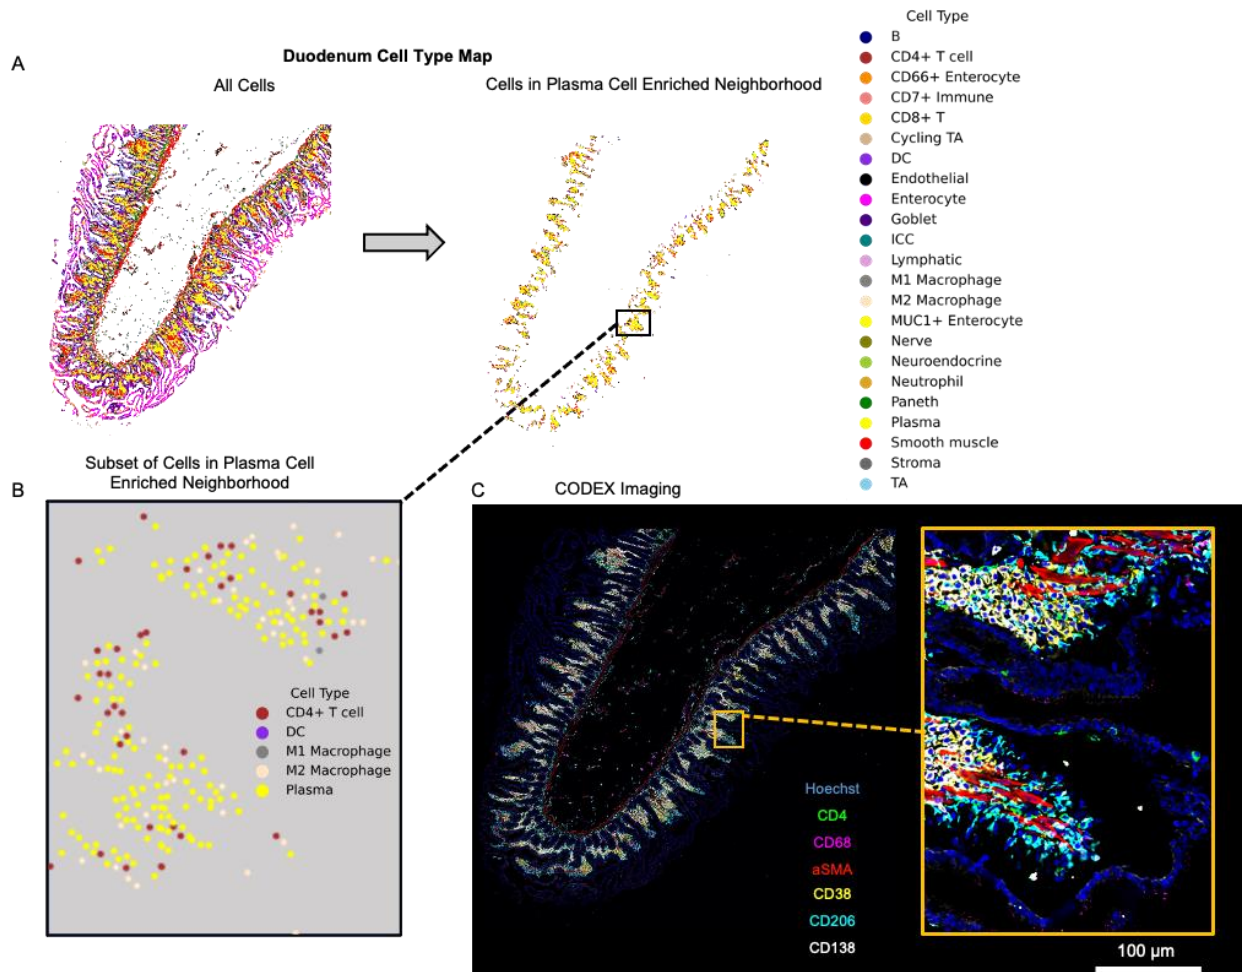 A
Duodenum Cell Type Map
All Cells
Cells in Plasma Cell Enriched Neighborhood
Cell Type
B
CD4+ T cell
CD66+ Enterocyte
CD7+ Immune
CD8+ T
Cycling TA
DC
Endothelial
Enterocyte
Goblet
ICC
Lymphatic
M1 Macrophage
M2 Macrophage
MUC1+ Enterocyte
Nerve
Neuroendocrine
Neutrophil
Paneth
Plasma
Smooth muscle
Stroma
TA
B
Subset of Cells in Plasma Cell
Enriched Neighborhood
Cell Type
CD4+ T cell
DC
M1 Macrophage
M2 Macrophage
Plasma
C
CODEX Imaging
Hoechst
CD4
CD68
aSMA
CD38
CD206
CD138
100 µm